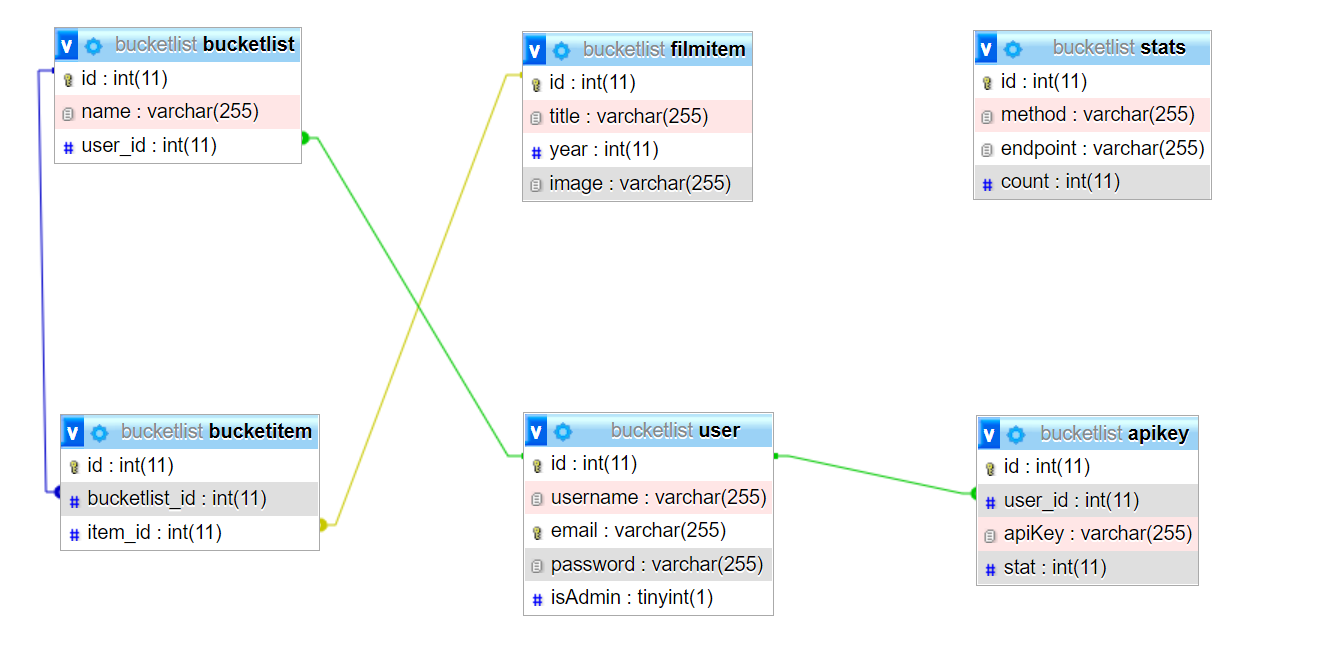 v bucketlist bucketlist
id : int(11)
name : varchar(255)
# user_id : int(11)
v bucketlist filmitem
id : int(11)
title : varchar(255)
# year : int(11)
image : varchar(255)
v bucketlist stats
id : int(11)
method : varchar(255)
endpoint : varchar(255)
# count : int(11)
v bucketlist bucketitem
id : int(11)
# bucketlist_id : int(11)
# item_id : int(11)
v bucketlist user
id : int(11)
username : varchar(255)
email : varchar(255)
password : varchar(255)
# isAdmin : tinyint(1)
v bucketlist apikey
id : int(11)
# user_id : int(11)
apiKey : varchar(255)
# stat : int(11)